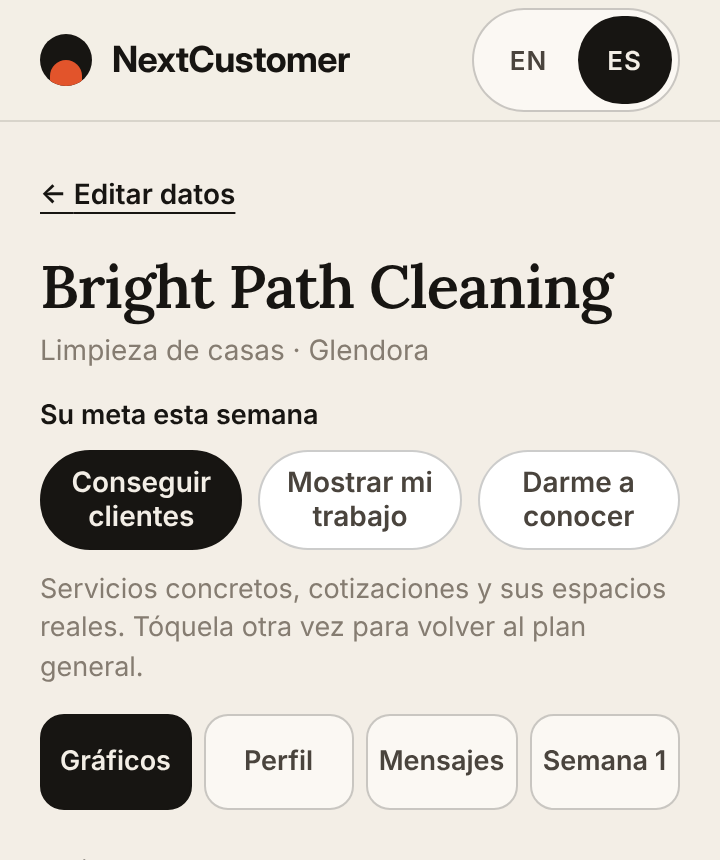 NextCustomer
EN
ES
← Editar datos
Bright Path Cleaning
Limpieza de casas · Glendora
Su meta esta semana
Conseguir
clientes
Mostrar mi
trabajo
Darme a
conocer
Servicios concretos, cotizaciones y sus espacios
reales. Tóquela otra vez para volver al plan
general.
Gráficos
Perfil
Mensajes
Semana 1